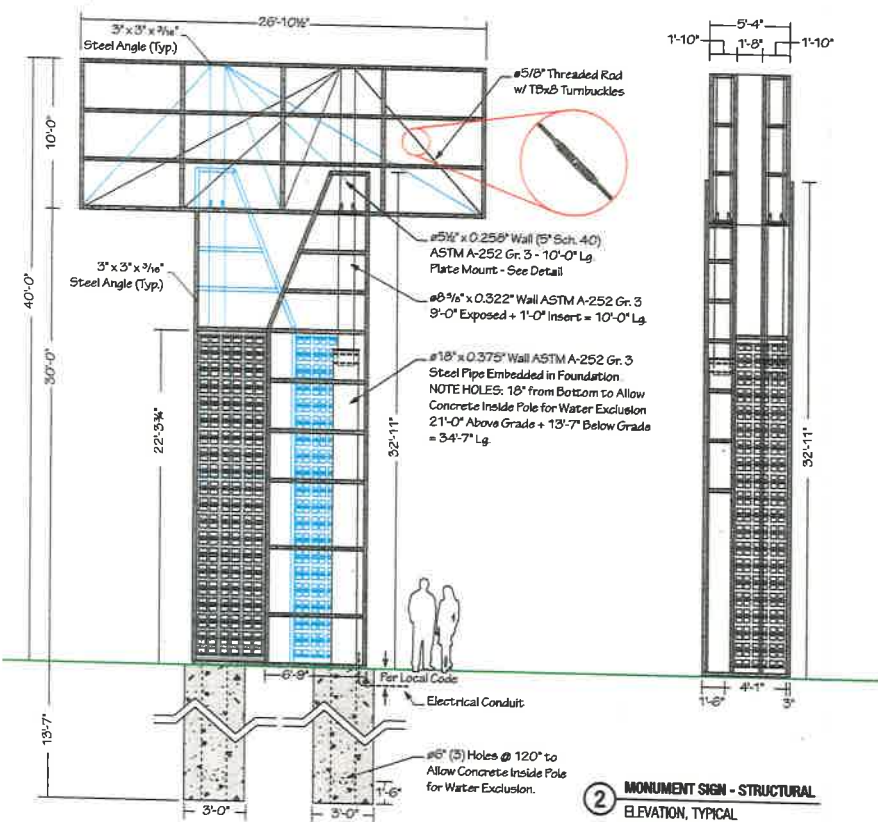 26'-10½"
3" x 3" x 3/16"
Steel Angle (Typ.)
ø5/8" Threaded Rod
w/ TBx8 Turnbuckles
10'-0"
40'-0"
30'-0"
ø5½" x 0.258" Wall (5" Sch. 40)
ASTM A-252 Gr. 3 - 10'-0" Lg.
Plate Mount - See Detail
3" x 3" x 3/16"
Steel Angle (Typ.)
ø8 5/8" x 0.322" Wall ASTM A-252 Gr. 3
9'-0" Exposed + 1'-0" Insert = 10'-0" Lg.
ø18" x 0.375" Wall ASTM A-252 Gr. 3
Steel Pipe Embedded in Foundation
NOTE HOLES: 18" from Bottom to Allow
Concrete Inside Pole for Water Exclusion
21'-0" Above Grade + 13'-7" Below Grade
= 34'-7" Lg.
22'-3¾"
32'-11"
6'-9"
Per Local Code
Electrical Conduit
13'-7"
ø6" (3) Holes @ 120° to
Allow Concrete Inside Pole
for Water Exclusion.
1'-6"
3'-0"
3'-0"
5'-4"
1'-10"
1'-8"
1'-10"
32'-11"
1'-6"
4'-1"
3"
2
MONUMENT SIGN - STRUCTURAL
ELEVATION, TYPICAL